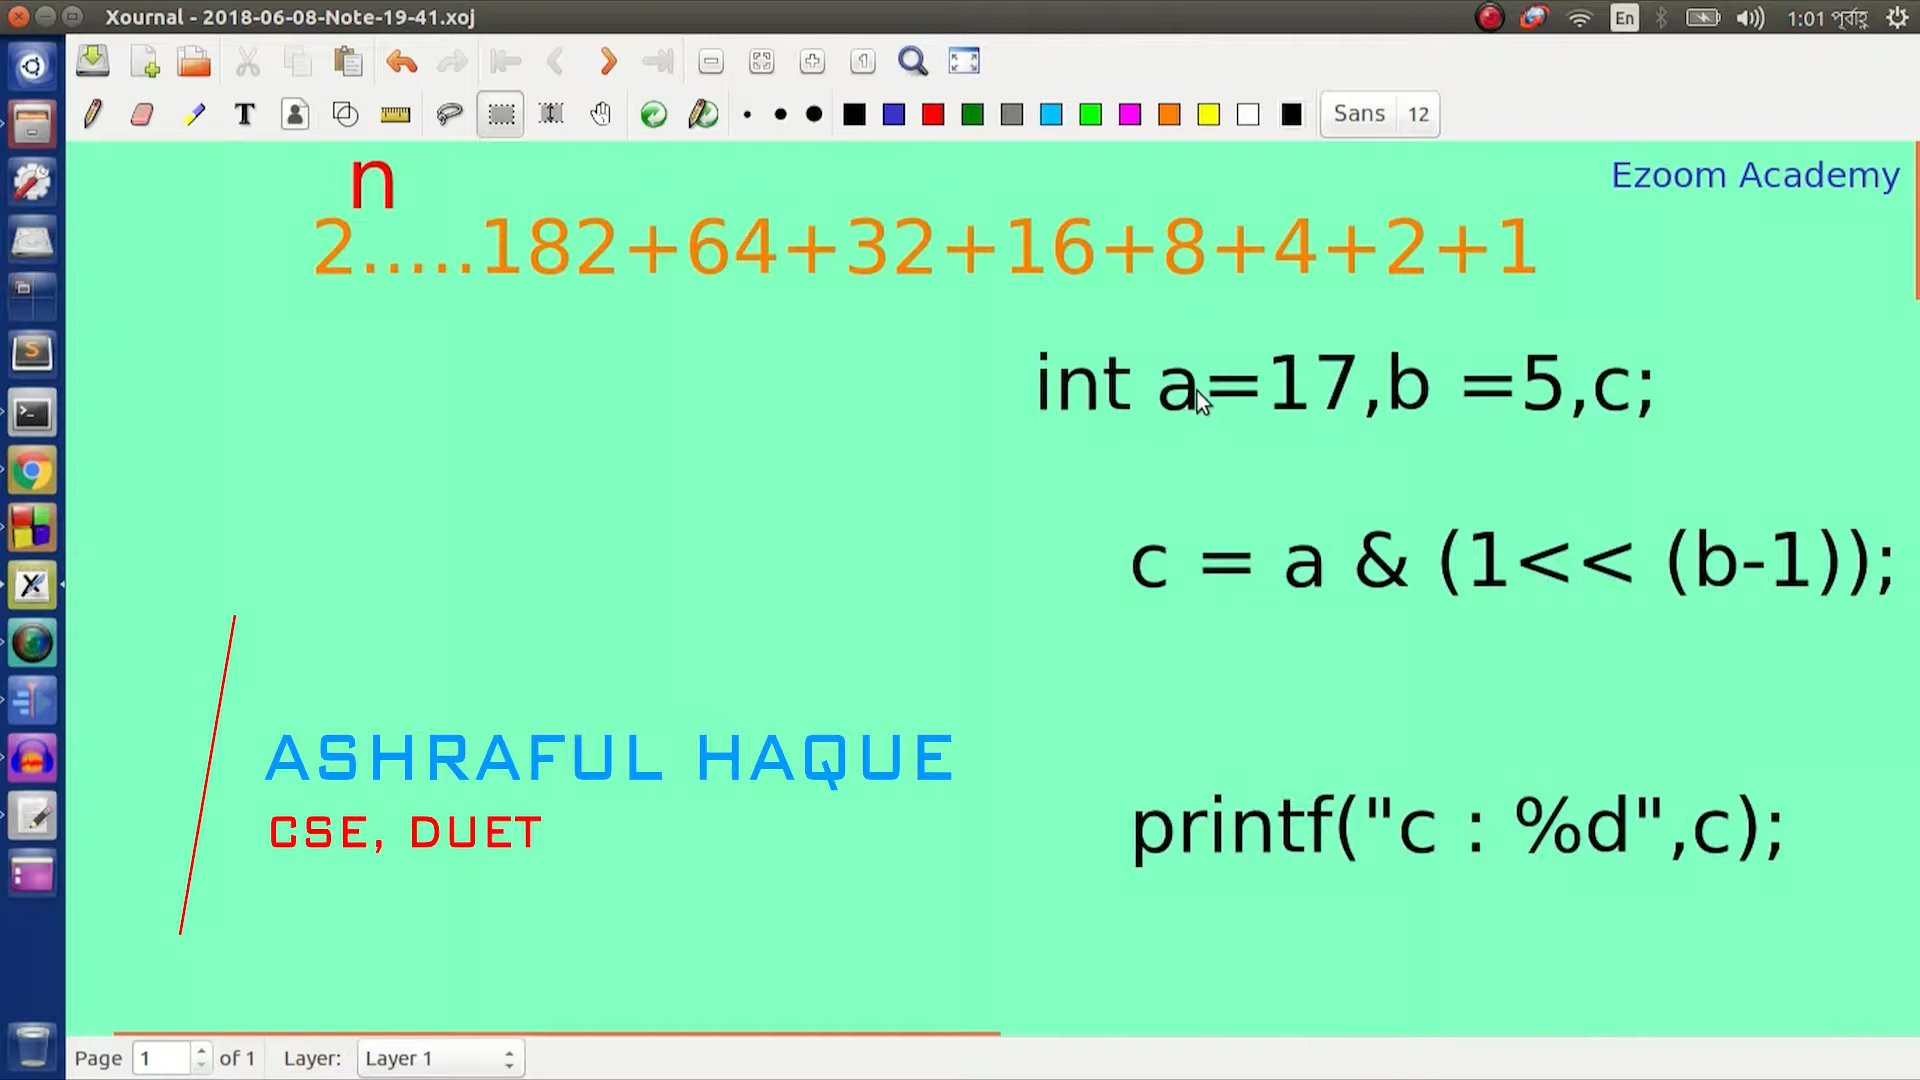 Xournal - 2018-06-08-Note-19-41.xoj
En
1:01 পূর্বাহ্ণ
T
Sans 12
n
Ezoom Academy
2.....182+64+32+16+8+4+2+1
int a=17,b =5,c;
c = a & (1<< (b-1));
ASHRAFUL HAQUE
CSE, DUET
printf("c : %d",c);
Page 1 of 1 Layer: Layer 1